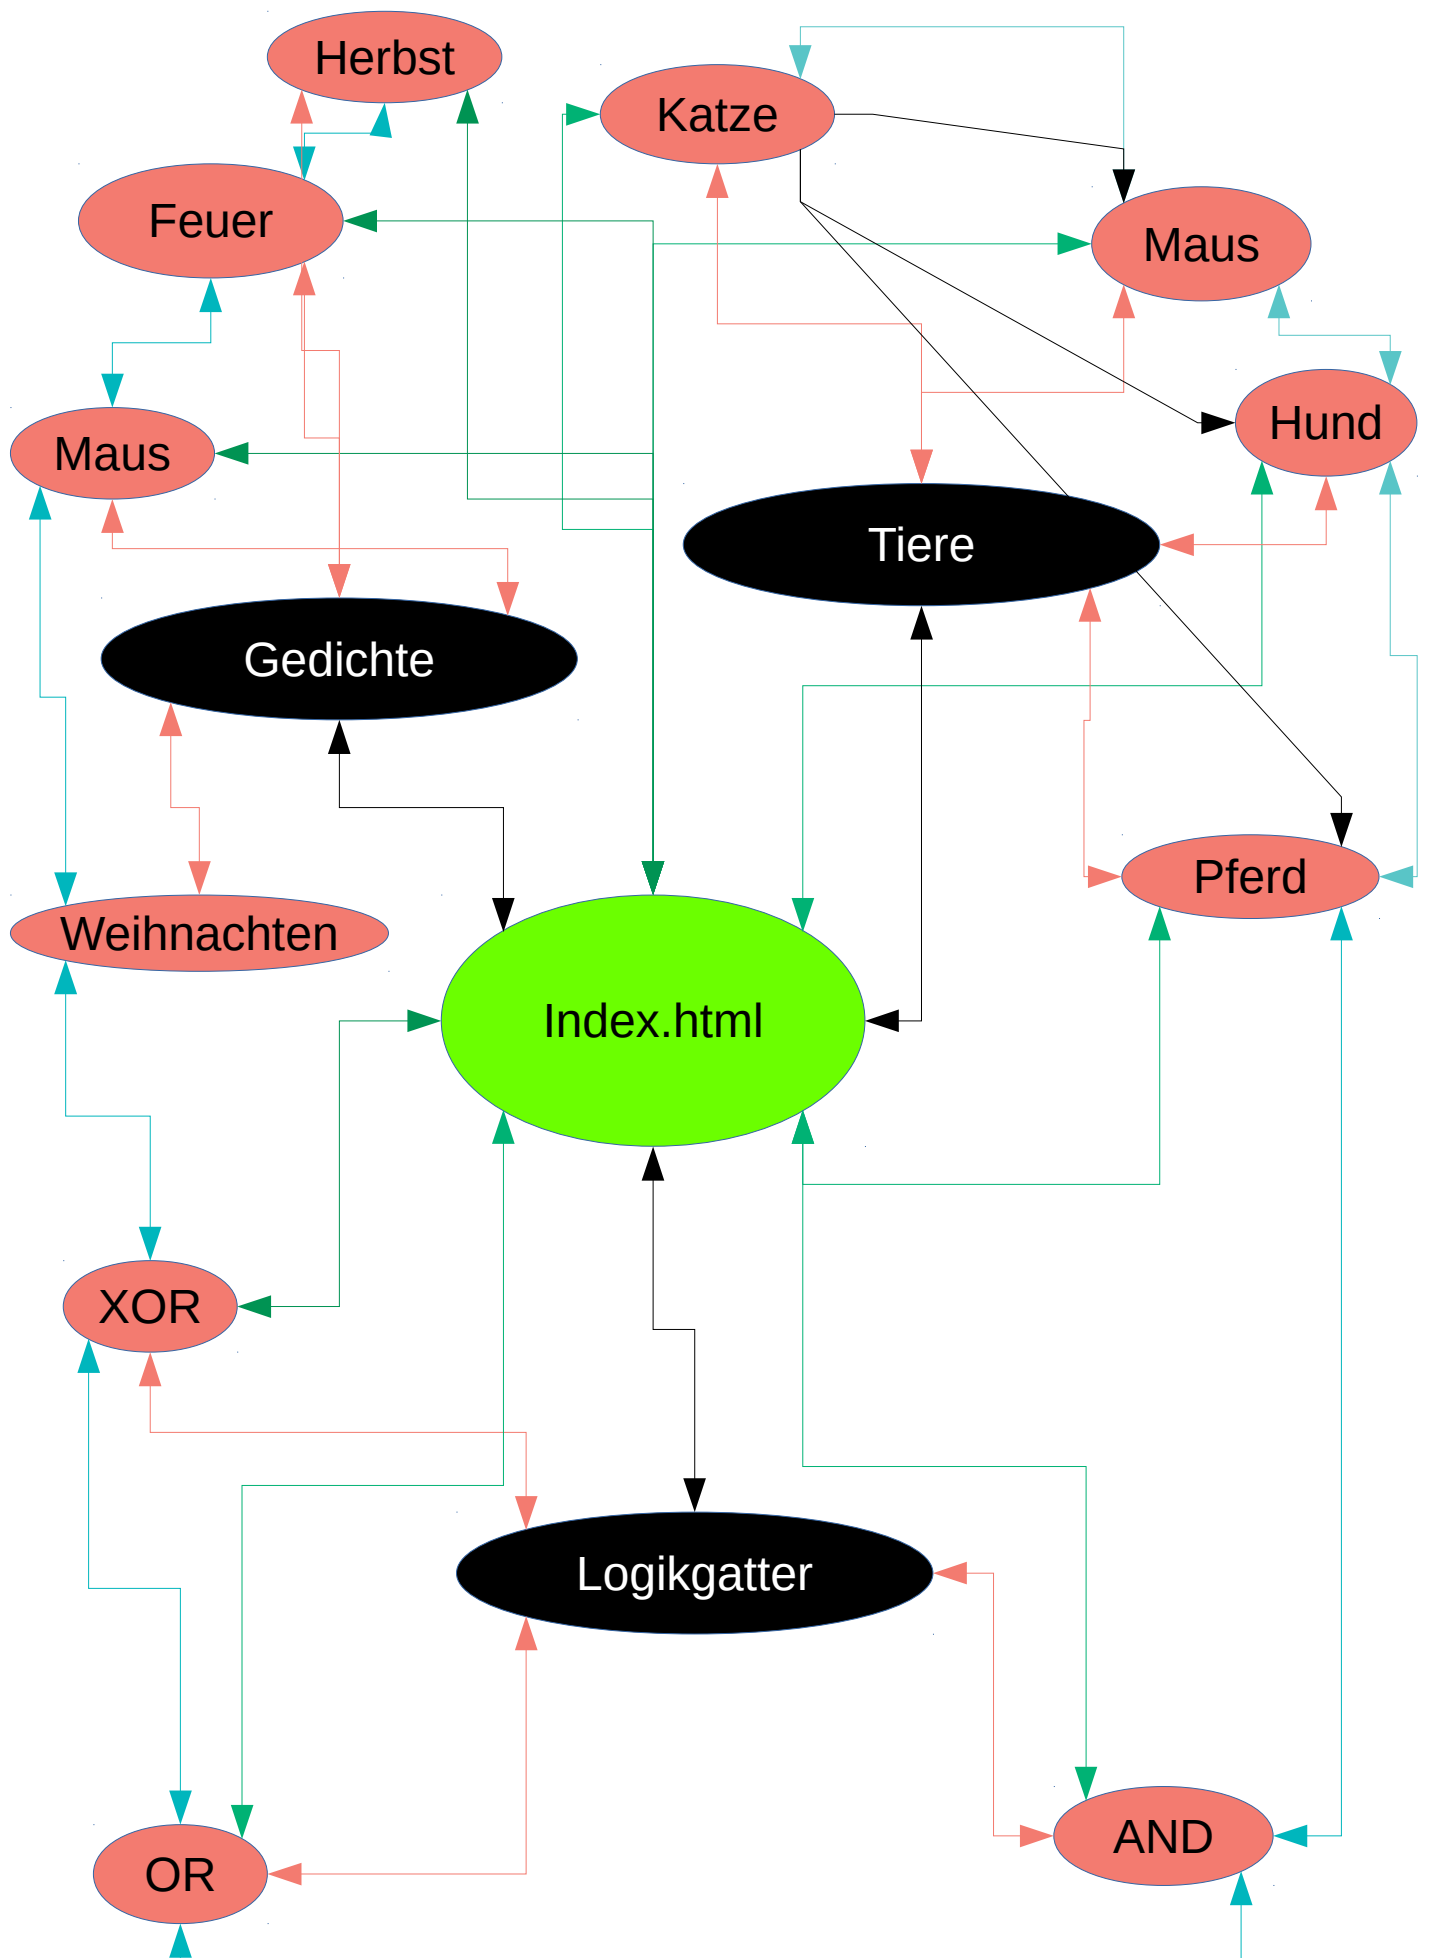 Herbst
Katze
Feuer
Maus
Hund
Maus
Tiere
Gedichte
Pferd
Weihnachten
Index.html
XOR
Logikgatter
AND
OR